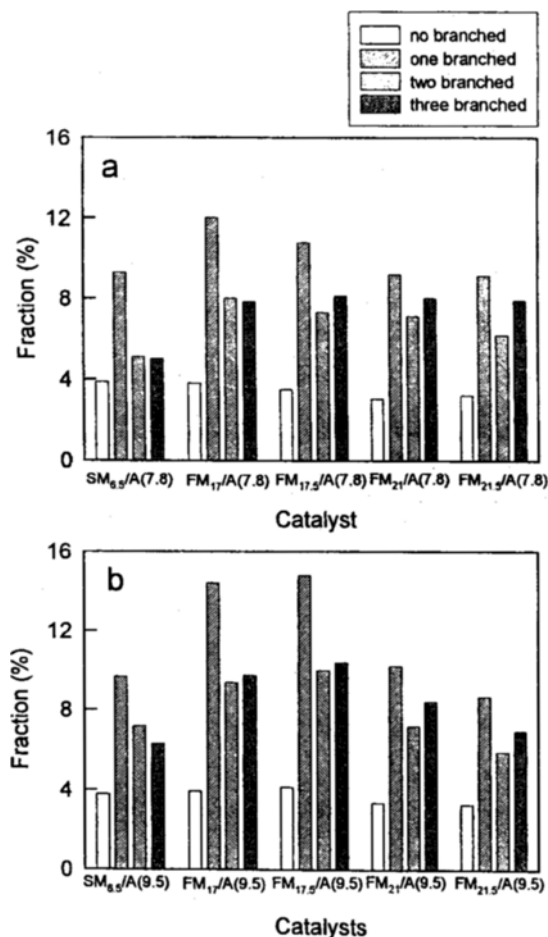 no branched
one branched
two branched
three branched
a
16
12
8
4
0
Fraction (%)
SM6.5/A(7.8) FM17/A(7.8) FM17.5/A(7.8) FM21/A(7.8) FM21.5/A(7.8)
Catalyst
b
16
12
8
4
0
Fraction (%)
SM6.5/A(9.5) FM17/A(9.5) FM17.5/A(9.5) FM21/A(9.5) FM21.5/A(9.5)
Catalysts